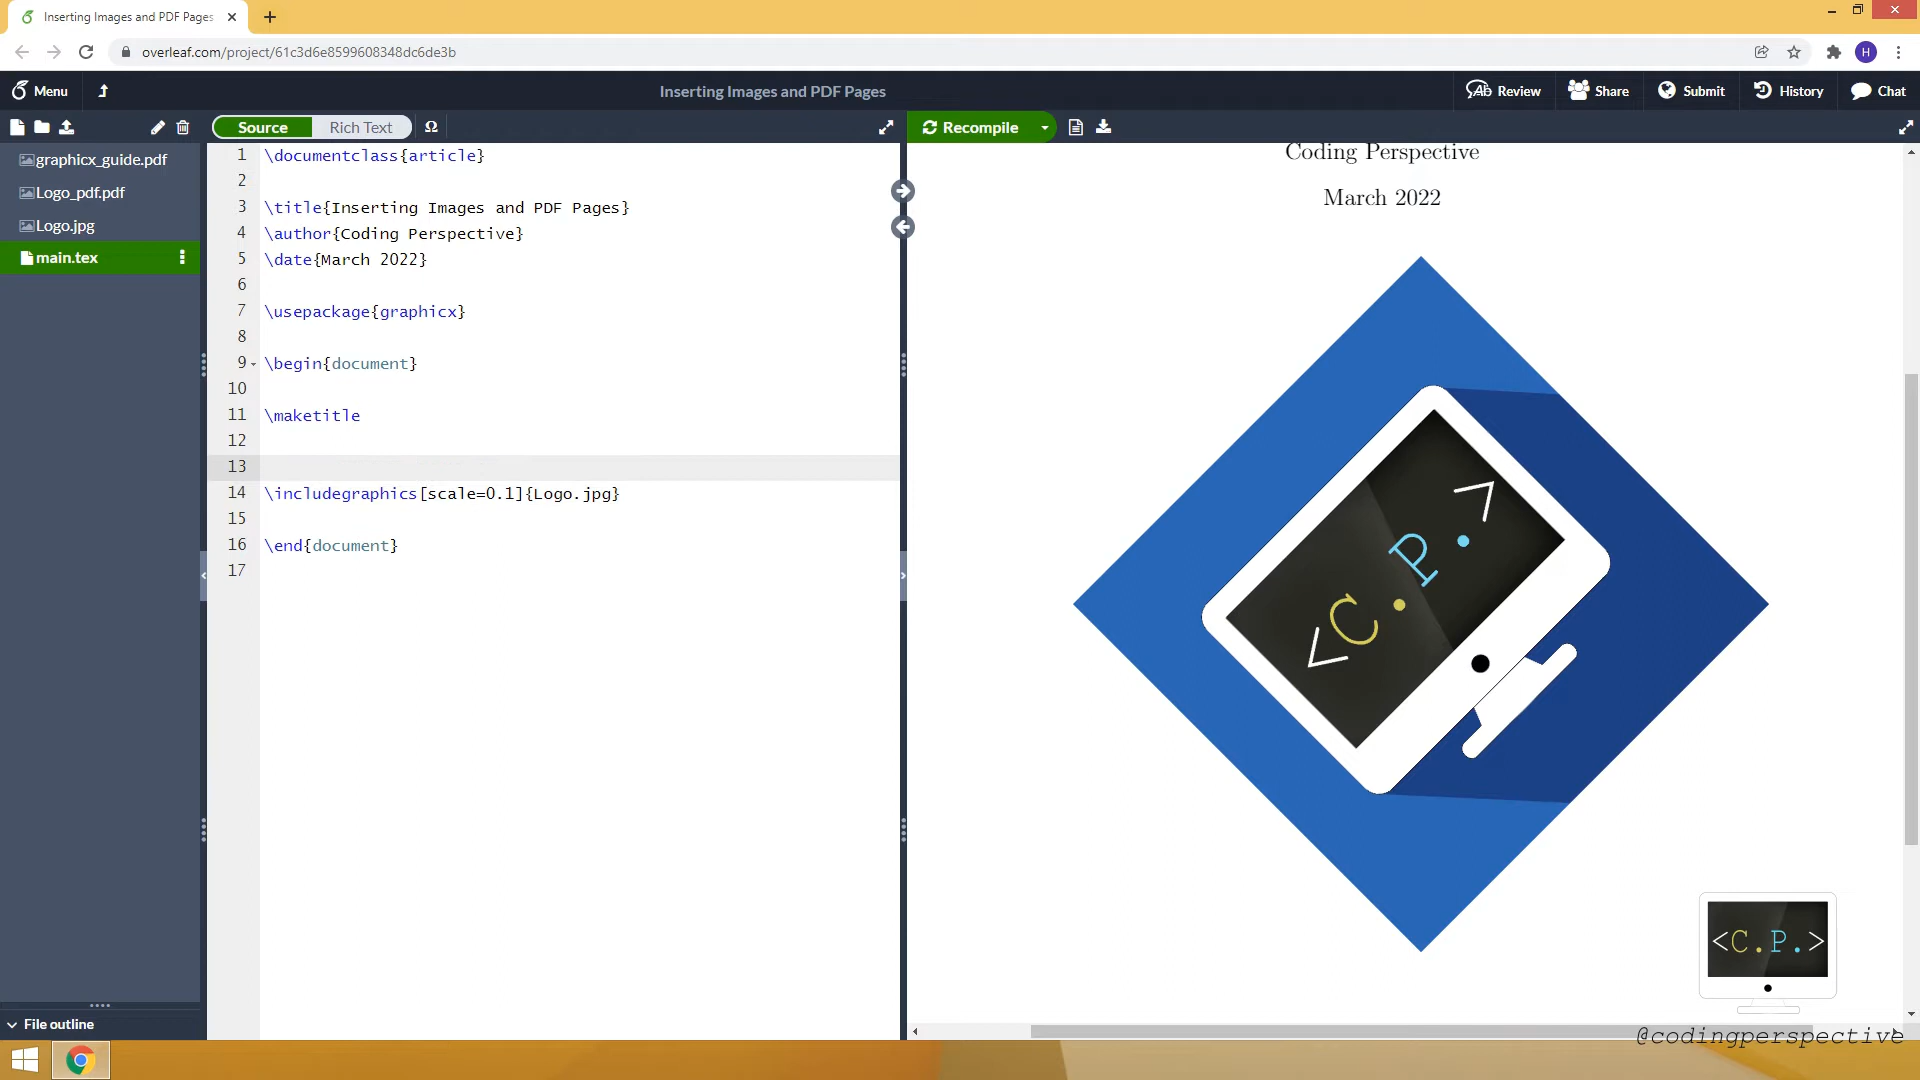 Inserting Images and PDF Pages
overleaf.com/project/61c3d6e8599608348dc6de3b
H
Menu
Inserting Images and PDF Pages
Review
Share
Submit
History
Chat
Source
Rich Text
Ω
Recompile
graphicx_guide.pdf
Logo_pdf.pdf
Logo.jpg
main.tex
1 \documentclass{article}
2
3 \title{Inserting Images and PDF Pages}
4 \author{Coding Perspective}
5 \date{March 2022}
6
7 \usepackage{graphicx}
8
9 \begin{document}
10
11 \maketitle
12
13
14 \includegraphics[scale=0.1]{Logo.jpg}
15
16 \end{document}
17
Coding Perspective
March 2022
<C.P.>
<C.P.>
@codingperspective
File outline